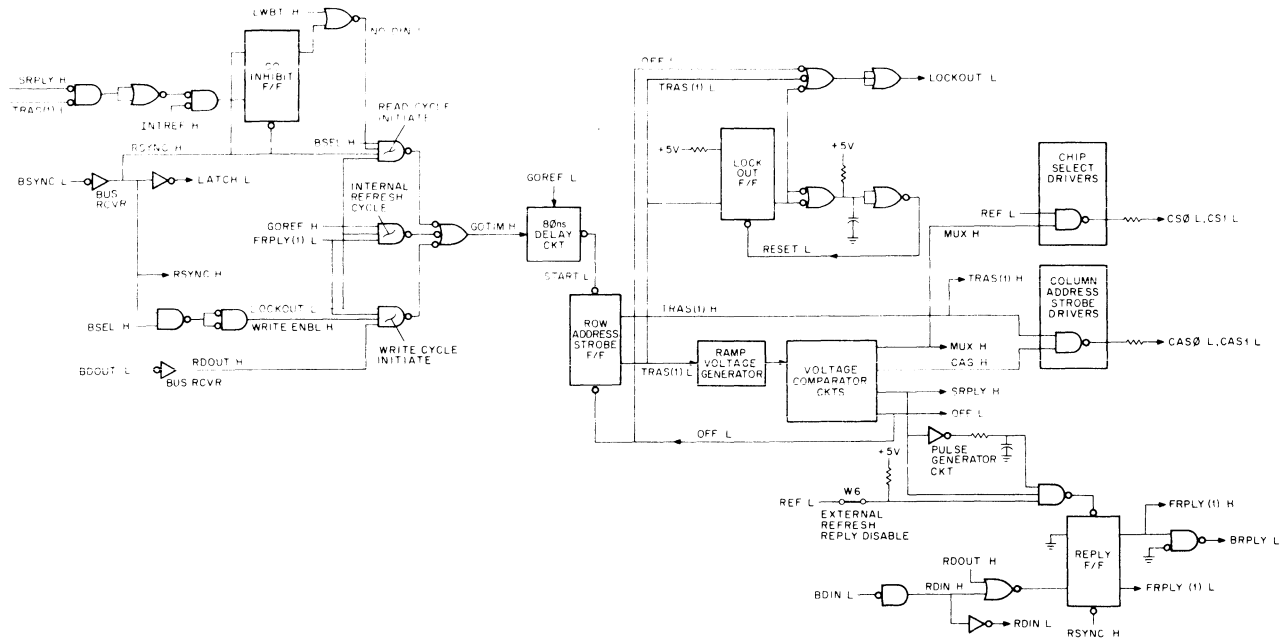 LWBT H
NO DIN L
GO
INHIBIT
F/F
SRPLY H
TRAS(1) L
INTREF H
RSYNC H
READ CYCLE
INITIATE
BSEL H
BSYNC L
BUS
RCVR
LATCH L
INTERNAL
REFRESH
CYCLE
GOREF H
FRPLY(1) L
GOTIM H
RSYNC H
LOCKOUT L
BSEL H
WRITE ENBL H
WRITE CYCLE
INITIATE
RDOUT H
BDOUT L
BUS RCVR
GOREF L
80ns
DELAY
CKT
START L
ROW
ADDRESS
STROBE
F/F
OFF L
TRAS(1) L
LOCKOUT L
+5V
LOCK
OUT
F/F
+5V
RESET L
TRAS(1) H
TRAS(1) L
RAMP
VOLTAGE
GENERATOR
VOLTAGE
COMPARATOR
CKTS
CHIP
SELECT
DRIVERS
REF L
MUX H
CSØ L,CS1 L
TRAS(1) H
COLUMN
ADDRESS
STROBE
DRIVERS
MUX H
CAS H
CASØ L,CAS1 L
SRPLY H
OFF L
OFF L
PULSE
GENERATOR
CKT
+5V
REF L
W6
EXTERNAL
REFRESH
REPLY DISABLE
FRPLY (1) H
BRPLY L
REPLY
F/F
RDOUT H
BDIN L
RDIN H
FRPLY (1) L
RDIN L
RSYNC H